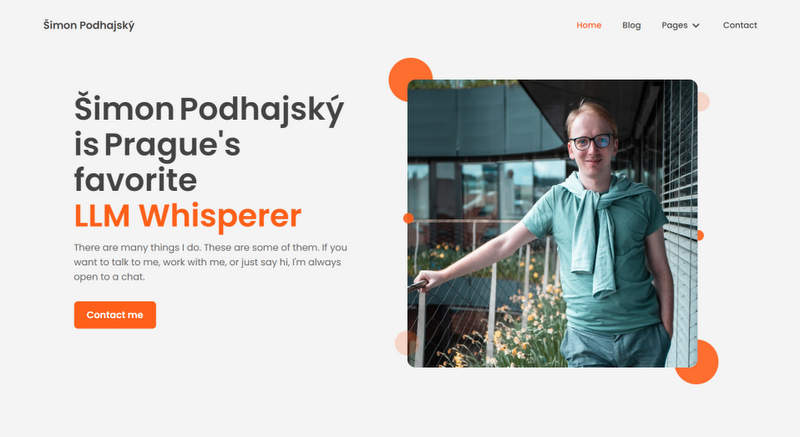 Šimon Podhajský
Home Blog Pages Contact
Šimon Podhajský
is Prague's
favorite
LLM Whisperer
There are many things I do. These are some of them. If you
want to talk to me, work with me, or just say hi, I'm always
open to a chat.
Contact me